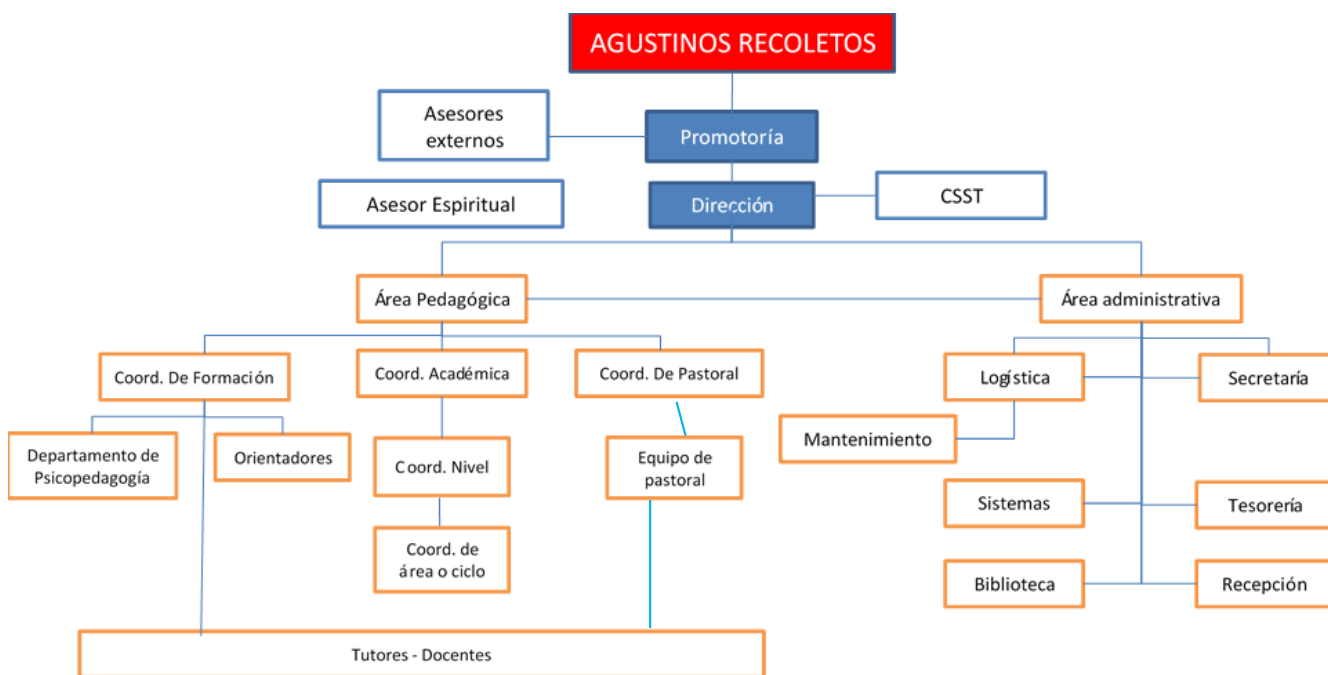 AGUSTINOS RECOLETOS
Asesores
externos
Promotoría
Asesor Espiritual
Dirección
CSST
Área Pedagógica
Área administrativa
Coord. De Formación
Coord. Académica
Coord. De Pastoral
Logística
Secretaría
Departamento de
Psicopedagogía
Orientadores
Coord. Nivel
Equipo de
pastoral
Mantenimiento
Sistemas
Tesorería
Coord. de
área o ciclo
Biblioteca
Recepción
Tutores - Docentes